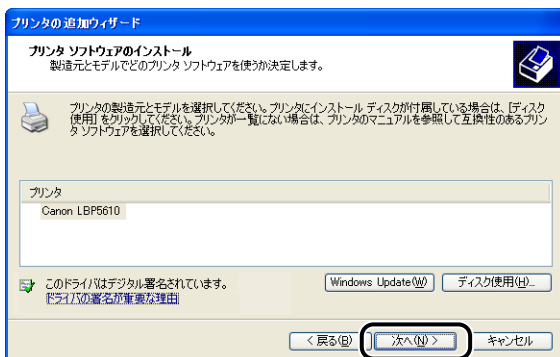 プリンタの追加ウィザード
プリンタ ソフトウェアのインストール
製造元とモデルでどのプリンタ ソフトウェアを使うか決定します。
プリンタの製造元とモデルを選択してください。プリンタにインストール ディスクが付属している場合は、[ディスク
使用] をクリックしてください。プリンタが一覧にない場合は、プリンタのマニュアルを参照して互換性のあるプリン
タ ソフトウェアを選択してください。
プリンタ
Canon LBP5610
このドライバはデジタル署名されています。
ドライバの署名が重要な理由
Windows Update(W)
ディスク使用(H)...
< 戻る(B)
次へ(N) >
キャンセル